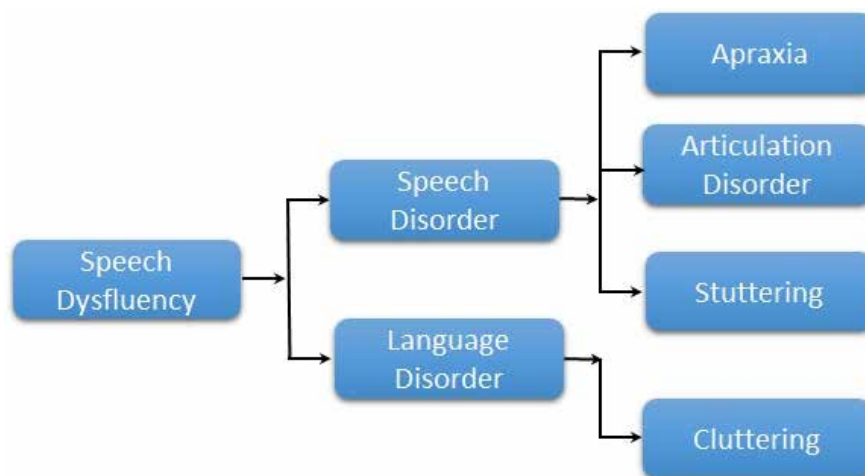 Speech
Dysfluency
Speech
Disorder
Language
Disorder
Apraxia
Articulation
Disorder
Stuttering
Cluttering